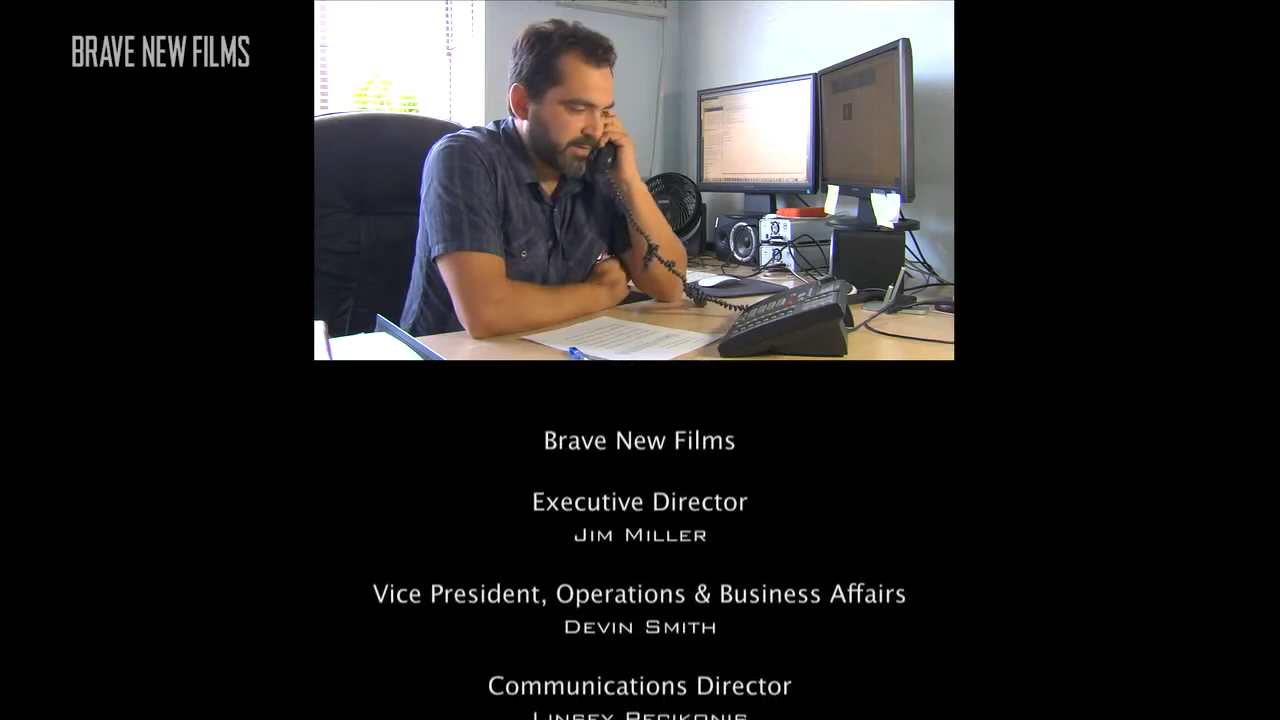 BRAVE NEW FILMS
Brave New Films
Executive Director
JIM MILLER
Vice President, Operations & Business Affairs
DEVIN SMITH
Communications Director